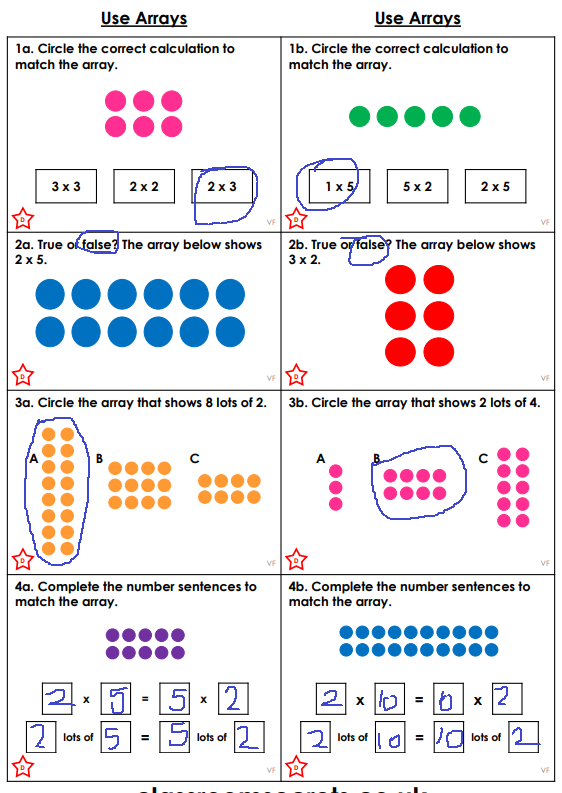 Use Arrays
Use Arrays
1a. Circle the correct calculation to
match the array.
3 x 3 2 x 2 2 x 3
D
VF
1b. Circle the correct calculation to
match the array.
1 x 5 5 x 2 2 x 5
D
VF
2a. True or false? The array below shows
2 x 5.
D
VF
2b. True or false? The array below shows
3 x 2.
D
VF
3a. Circle the array that shows 8 lots of 2.
A B C
D
VF
3b. Circle the array that shows 2 lots of 4.
A B C
D
VF
4a. Complete the number sentences to
match the array.
2 x 5 = 5 x 2
2 lots of 5 = 5 lots of 2
D
VF
4b. Complete the number sentences to
match the array.
2 x 10 = 10 x 2
2 lots of 10 = 10 lots of 2
D
VF